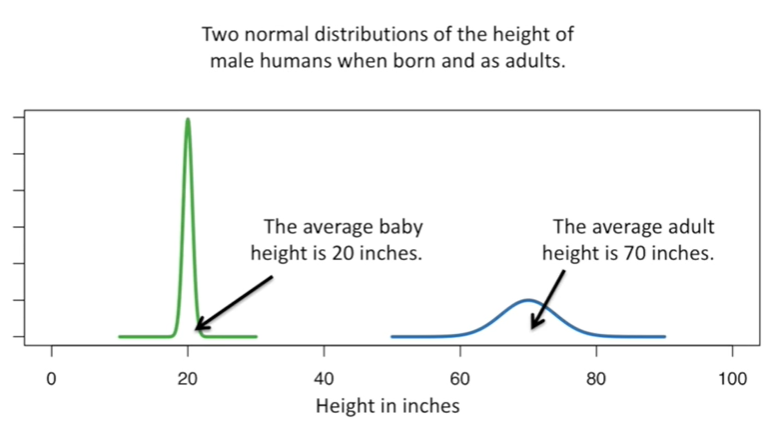 Two normal distributions of the height of
male humans when born and as adults.
The average baby
height is 20 inches.
The average adult
height is 70 inches.
0 20 40 60 80 100
Height in inches